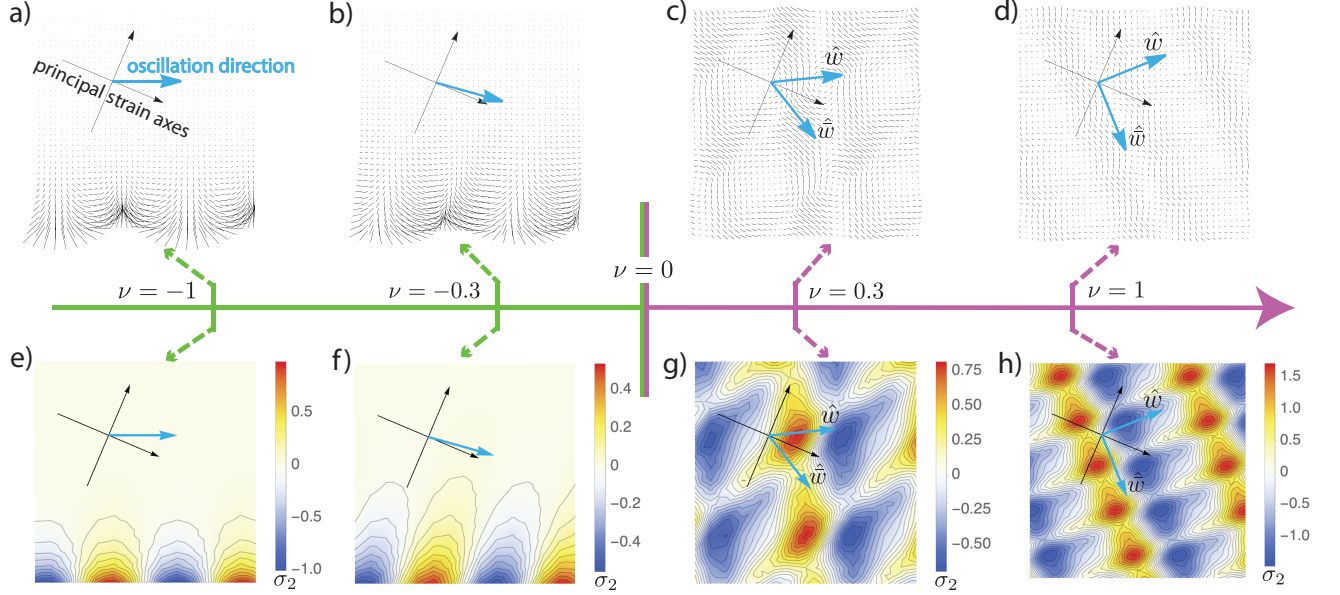 a)
b)
c)
d)
oscillation direction
principal strain axes
ŵ
ŵ̄
ŵ
ŵ̄
ν = −1
ν = −0.3
ν = 0
ν = 0.3
ν = 1
e)
f)
g)
h)
0.5
0
−0.5
−1.0
σ₂
0.4
0.2
0
−0.2
−0.4
σ₂
ŵ
ŵ̄
0.75
0.50
0.25
0
−0.25
−0.50
σ₂
ŵ
ŵ̄
1.5
1.0
0.5
0
−0.5
−1.0
σ₂